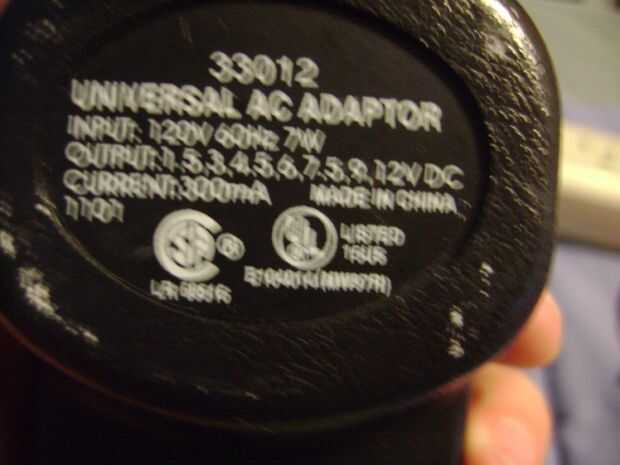 33012
UNIVERSAL AC ADAPTOR
INPUT: 120V 60Hz 7W
OUTPUT: 1.5,3,4.5,6,7.5,9,12V DC
CURRENT: 300mA MADE IN CHINA
1101
LISTED